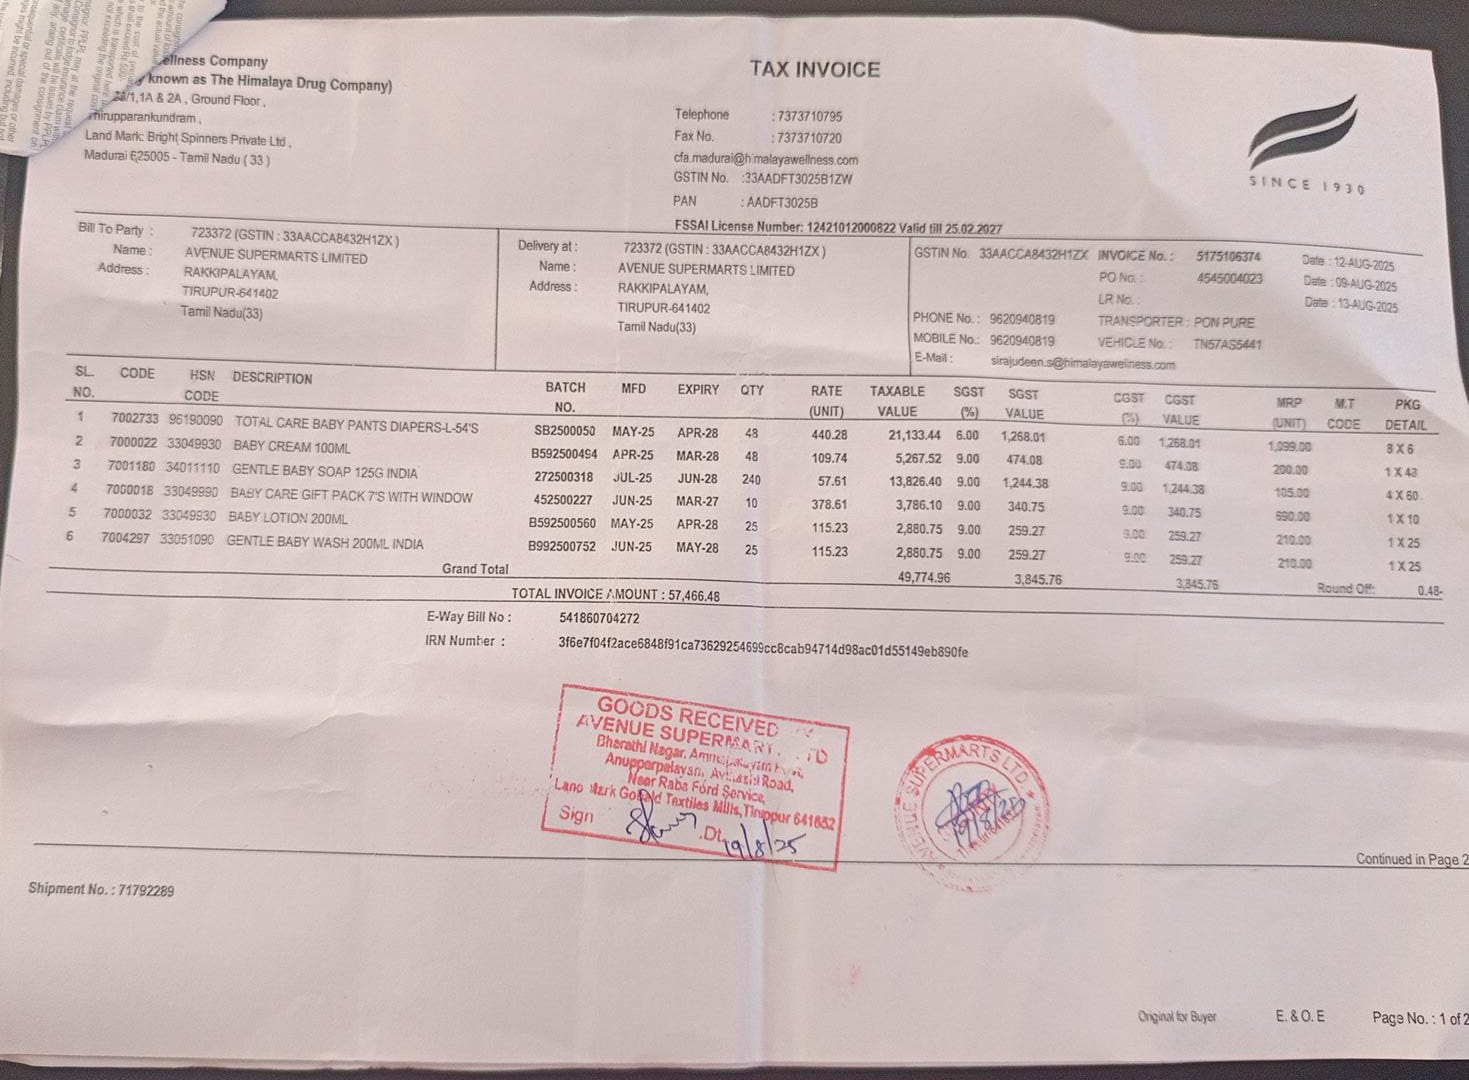 ellness Company
known as The Himalaya Drug Company)
1A & 2A , Ground Floor ,
Thirupparankundram ,
Land Mark: Bright Spinners Private Ltd ,
Madurai 625005 - Tamil Nadu ( 33 )
TAX INVOICE
Telephone : 7373710795
Fax No. : 7373710720
cfa.madurai@himalayawellness.com
GSTIN No. :33AADFT3025B1ZW
PAN : AADFT3025B
FSSAI License Number: 12421012000822 Valid till 25.02.2027
SINCE 1930
Bill To Party : 723372 (GSTIN : 33AACCA8432H1ZX )
Name : AVENUE SUPERMARTS LIMITED
Address : RAKKIPALAYAM,
TIRUPUR-641402
Tamil Nadu(33)
Delivery at : 723372 (GSTIN : 33AACCA8432H1ZX )
Name : AVENUE SUPERMARTS LIMITED
Address : RAKKIPALAYAM,
TIRUPUR-641402
Tamil Nadu(33)
GSTIN No. 33AACCA8432H1ZX INVOICE No. : 5175106374 Date : 12-AUG-2025
PO No. : 4545004023 Date : 09-AUG-2025
LR No. : Date : 13-AUG-2025
PHONE No. : 9620940819 TRANSPORTER : PON PURE
MOBILE No.: 9620940819 VEHICLE No. : TN57AS5441
E-Mail : sirajudeen.s@himalayawellness.com
SL. CODE HSN DESCRIPTION BATCH MFD EXPIRY QTY RATE TAXABLE SGST SGST CGST CGST MRP M.T PKG
NO. CODE NO. (UNIT) VALUE (%) VALUE (%) VALUE (UNIT) CODE DETAIL
1 7002733 96190090 TOTAL CARE BABY PANTS DIAPERS-L-54'S SB2500050 MAY-25 APR-28 48 440.28 21,133.44 6.00 1,268.01 6.00 1,268.01 1,099.00 8 X 6
2 7000022 33049930 BABY CREAM 100ML B592500494 APR-25 MAR-28 48 109.74 5,267.52 9.00 474.08 9.00 474.08 200.00 1 X 48
3 7001180 34011110 GENTLE BABY SOAP 125G INDIA 272500318 JUL-25 JUN-28 240 57.61 13,826.40 9.00 1,244.38 9.00 1,244.38 105.00 4 X 60
4 7000018 33049990 BABY CARE GIFT PACK 7'S WITH WINDOW 452500227 JUN-25 MAR-27 10 378.61 3,786.10 9.00 340.75 9.00 340.75 690.00 1 X 10
5 7000032 33049930 BABY LOTION 200ML B592500560 MAY-25 APR-28 25 115.23 2,880.75 9.00 259.27 9.00 259.27 210.00 1 X 25
6 7004297 33051090 GENTLE BABY WASH 200ML INDIA B992500752 JUN-25 MAY-28 25 115.23 2,880.75 9.00 259.27 9.00 259.27 210.00 1 X 25
Grand Total 49,774.96 3,845.76 3,845.76 Round Off: 0.48-
TOTAL INVOICE AMOUNT : 57,466.48
E-Way Bill No : 541860704272
IRN Number : 3f6e7f04f2ace6848f91ca73629254699cc8cab94714d98ac01d55149eb890fe
GOODS RECEIVED
AVENUE SUPERMART LTD
Bharathi Nagar,
Anupparpalayam, Road,
Near Raba Ford Service,
Textiles Mills, Tiruppur 641652
Sign Dt. 19/8/25
AVENUE SUPERMARTS LTD
19/8/25
Continued in Page 2
Shipment No. : 71792289
Original for Buyer E. & O. E Page No. : 1 of 2